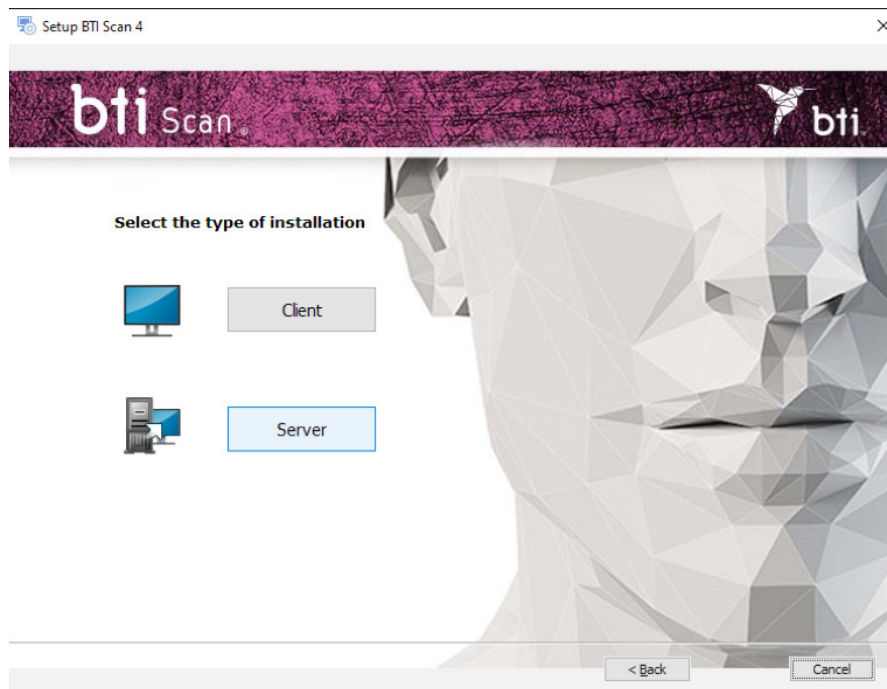 Setup BTI Scan 4
bti Scan®
bti
Select the type of installation
Client
Server
< Back
Cancel